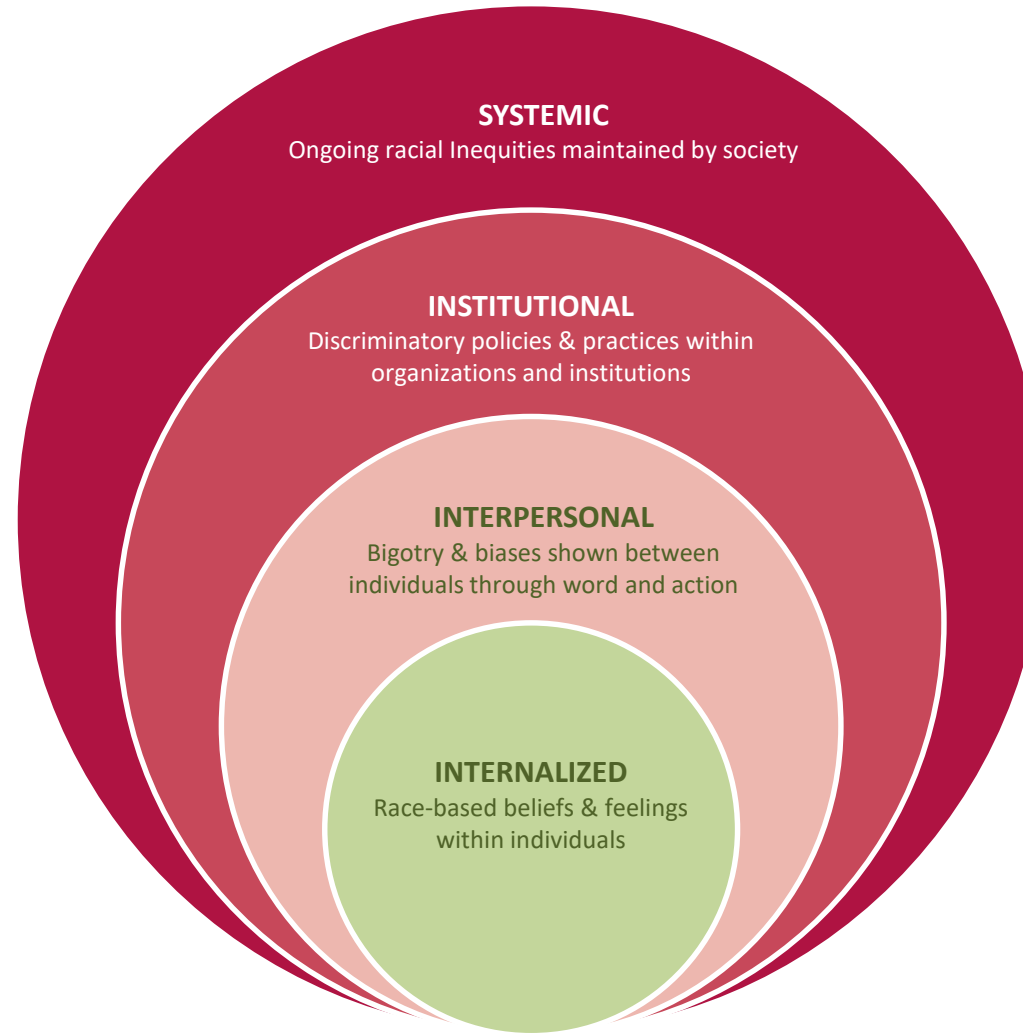 SYSTEMIC
Ongoing racial Inequities maintained by society
INSTITUTIONAL
Discriminatory policies & practices within
organizations and institutions
INTERPERSONAL
Bigotry & biases shown between
individuals through word and action
INTERNALIZED
Race-based beliefs & feelings
within individuals